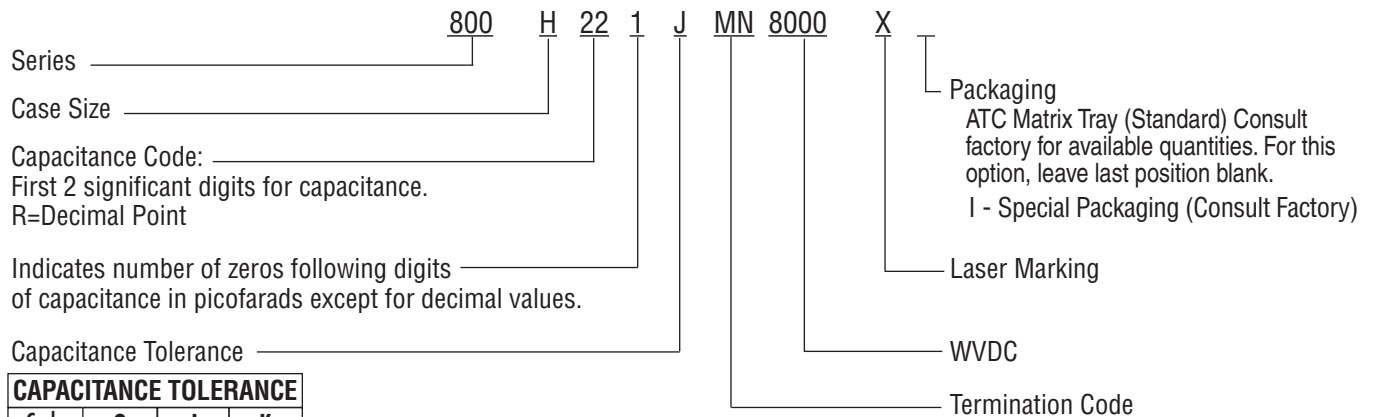 800 H 22 1 J MN 8000 X _
Series
Case Size
Capacitance Code:
First 2 significant digits for capacitance.
R=Decimal Point
Indicates number of zeros following digits
of capacitance in picofarads except for decimal values.
Capacitance Tolerance
CAPACITANCE TOLERANCE
Packaging
ATC Matrix Tray (Standard) Consult
factory for available quantities. For this
option, leave last position blank.
I - Special Packaging (Consult Factory)
Laser Marking
WVDC
Termination Code